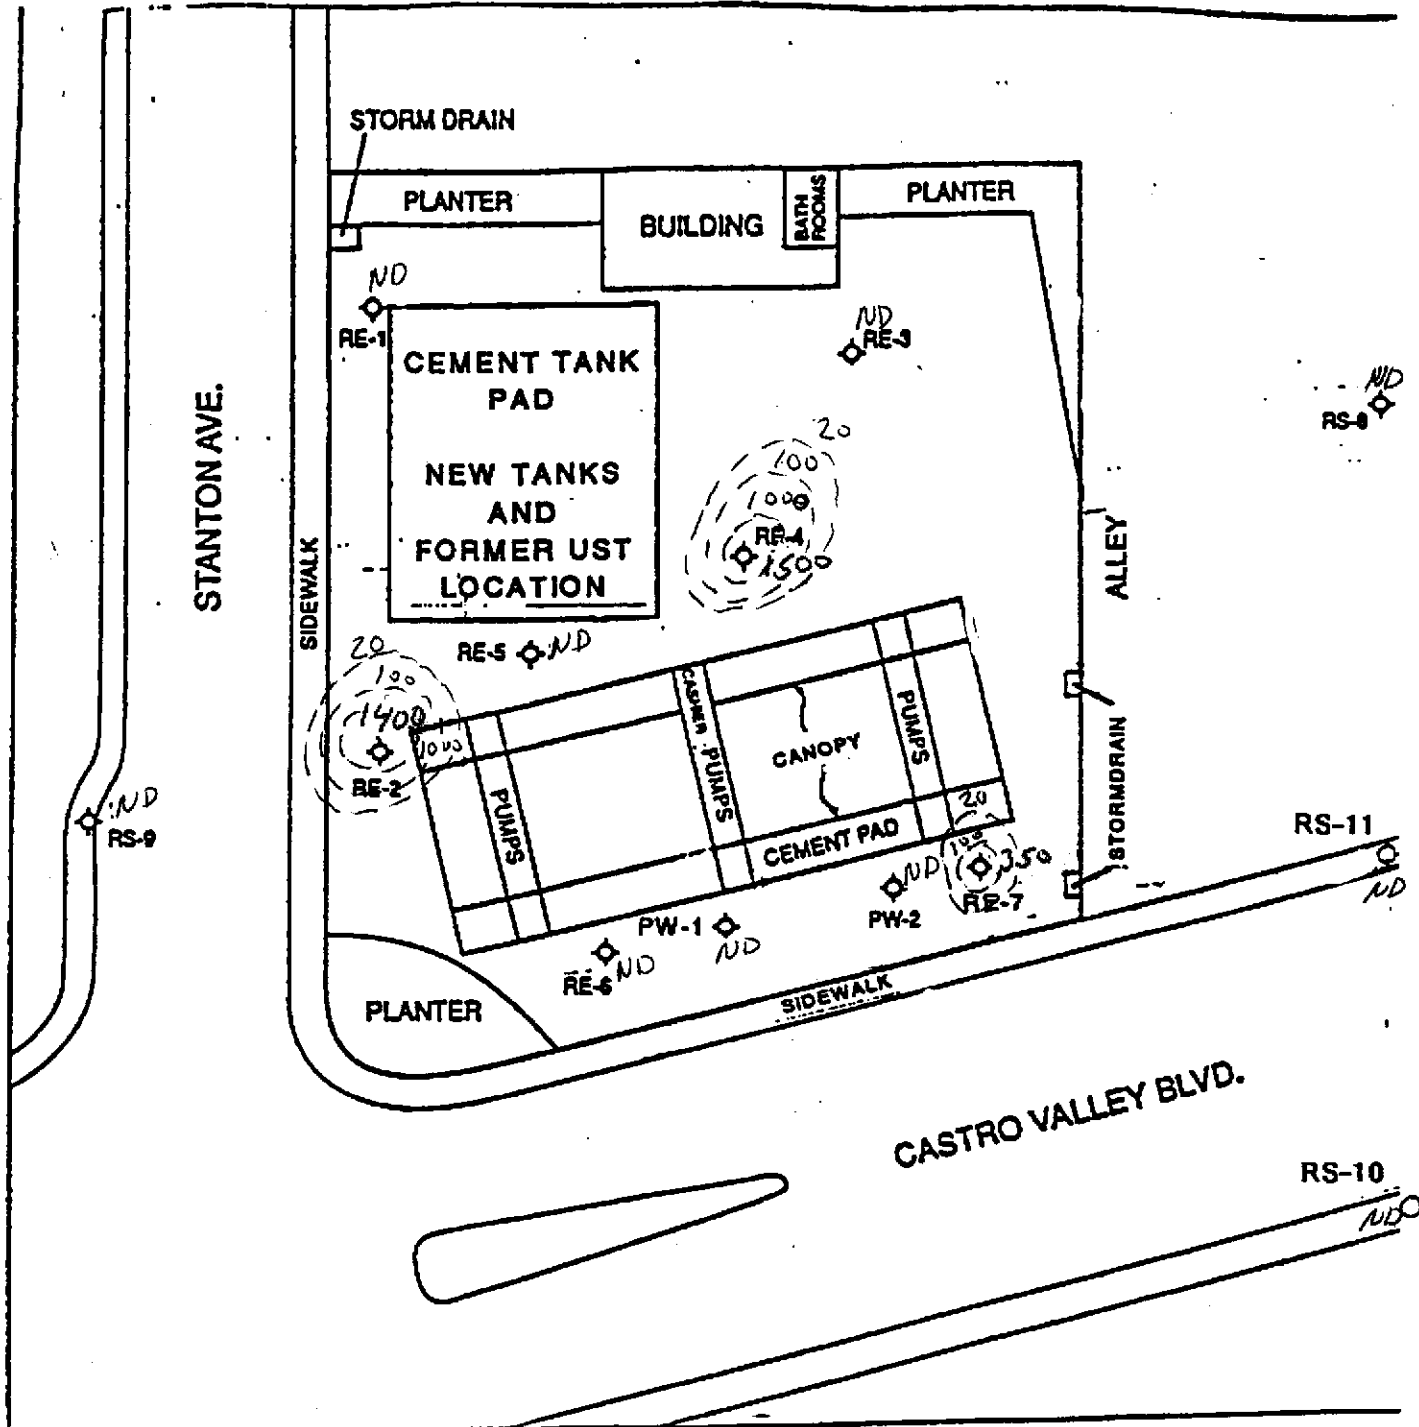 STORM DRAIN
PLANTER
BUILDING
BATH
ROOMS
PLANTER
ND
RE-1
ND
RE-3
CEMENT TANK
PAD
NEW TANKS
AND
FORMER UST
LOCATION
ND
RS-8
STANTON AVE.
SIDEWALK
20
100
1000
RE-4
1500
ALLEY
RE-5
ND
20
100
1400
1000
RE-2
CASHIER
PUMPS
PUMPS
PUMPS
CANOPY
CEMENT PAD
STORMDRAIN
ND
RS-9
20
100
350
RE-7
ND
PW-2
RS-11
ND
PW-1
ND
RE-6
ND
PLANTER
SIDEWALK
CASTRO VALLEY BLVD.
RS-10
ND